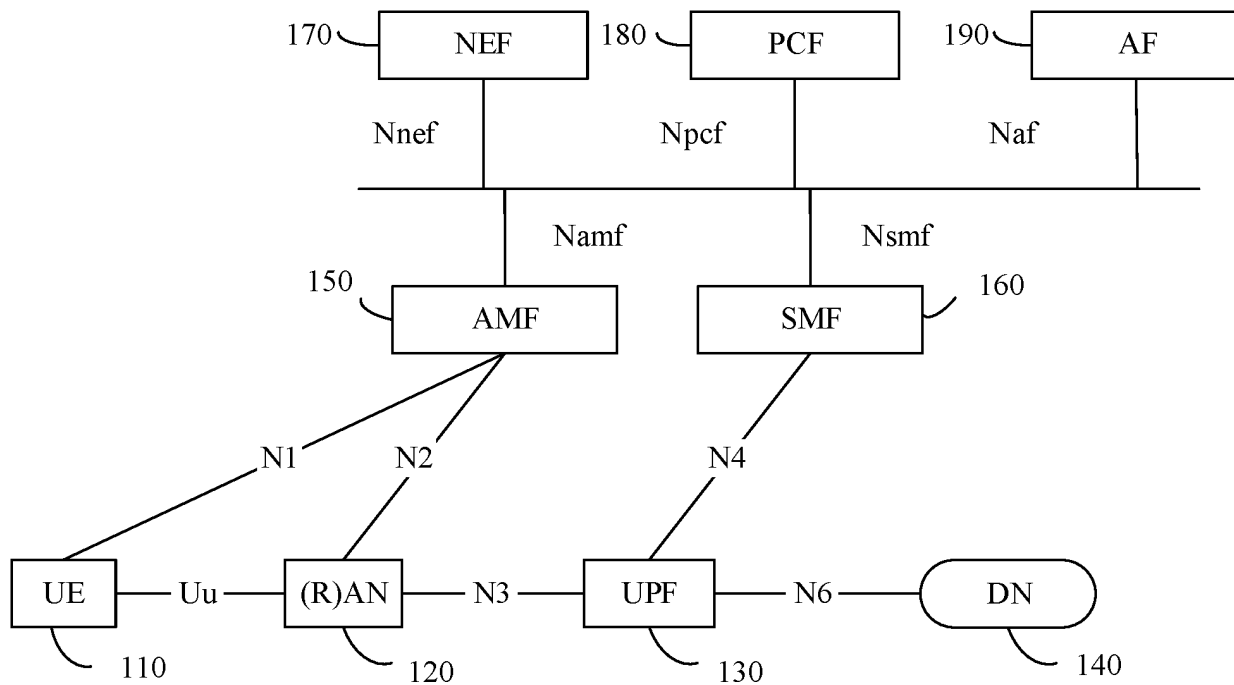 170 NEF 180 PCF 190 AF
Nnef Npcf Naf
Namf Nsmf
150 AMF SMF 160
N1 N2 N4
UE Uu (R)AN N3 UPF N6 DN
110 120 130 140